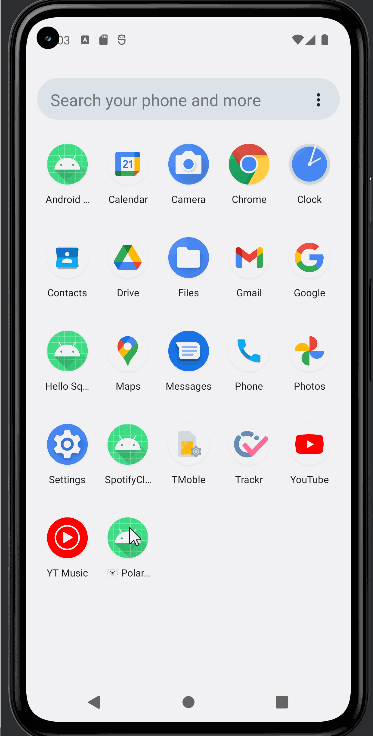 03
Search your phone and more
21
Android ...
Calendar
Camera
Chrome
Clock
Contacts
Drive
Files
Gmail
Google
Hello Sq...
Maps
Messages
Phone
Photos
Settings
SpotifyCl...
TMoble
Trackr
YouTube
YT Music
Polar...